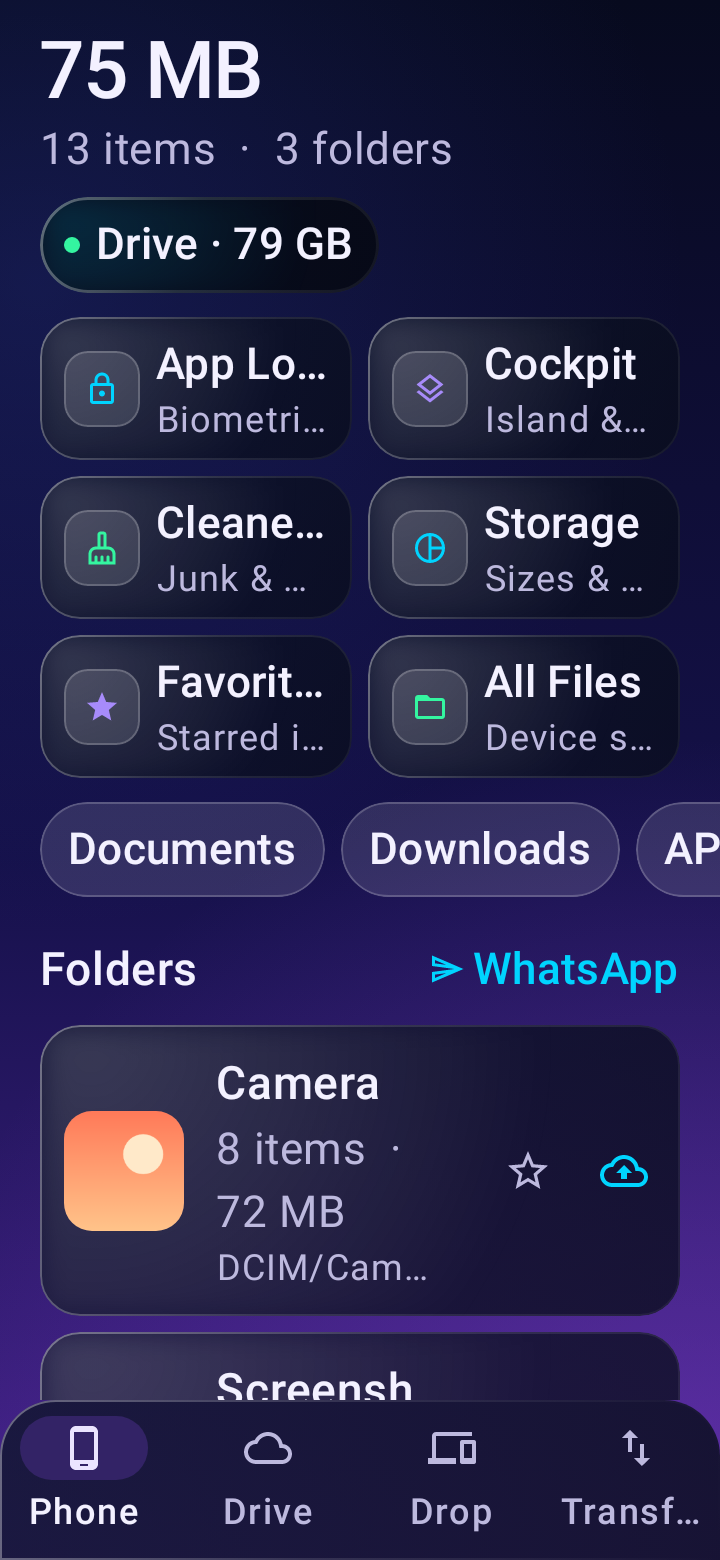 75 MB
13 items · 3 folders
Drive · 79 GB
App Lo…
Biometri…
Cockpit
Island &…
Cleane…
Junk & …
Storage
Sizes & …
Favorit…
Starred i…
All Files
Device s…
Documents
Downloads
AP
Folders
WhatsApp
Camera
8 items ·
72 MB
DCIM/Cam…
Screensh
Phone
Drive
Drop
Transf…